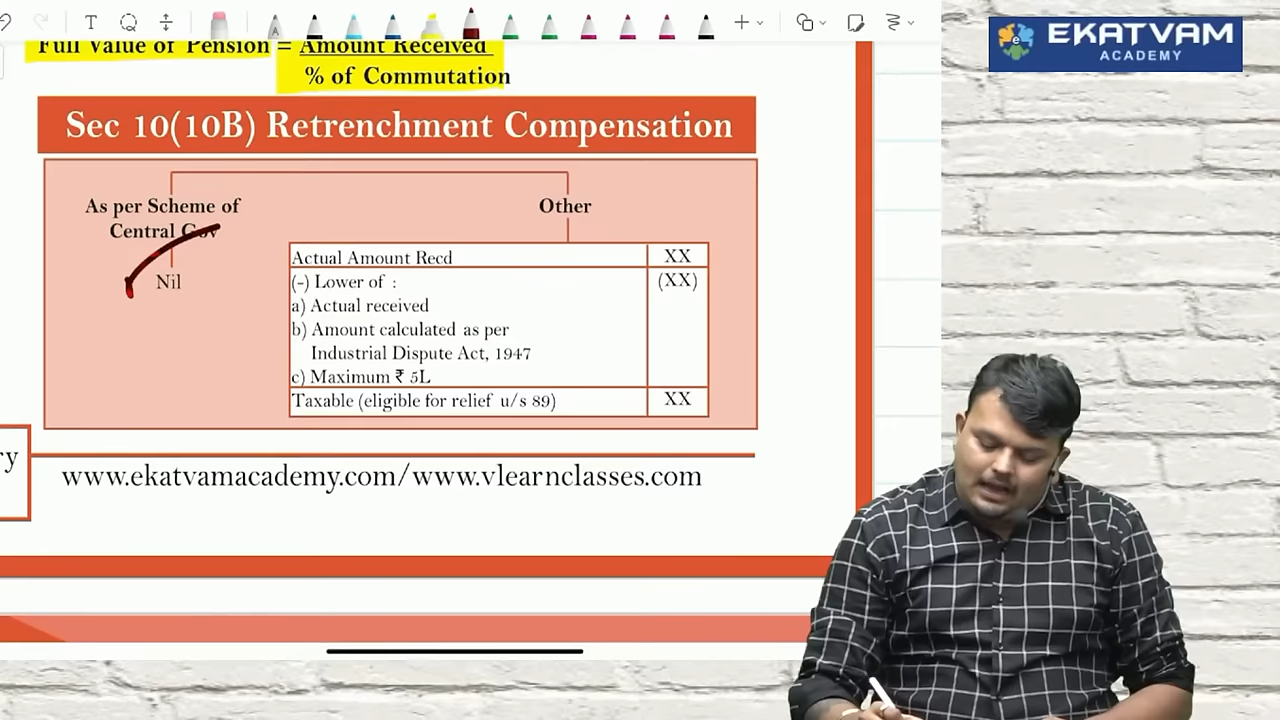 Full Value of Pension = Amount Received
% of Commutation
EKATVAM
ACADEMY
Sec 10(10B) Retrenchment Compensation
As per Scheme of
Central Gov
Nil
Other
Actual Amount Recd XX
(-) Lower of : (XX)
a) Actual received
b) Amount calculated as per
Industrial Dispute Act, 1947
c) Maximum ₹ 5L
Taxable (eligible for relief u/s 89) XX
ry
www.ekatvamacademy.com/www.vlearnclasses.com